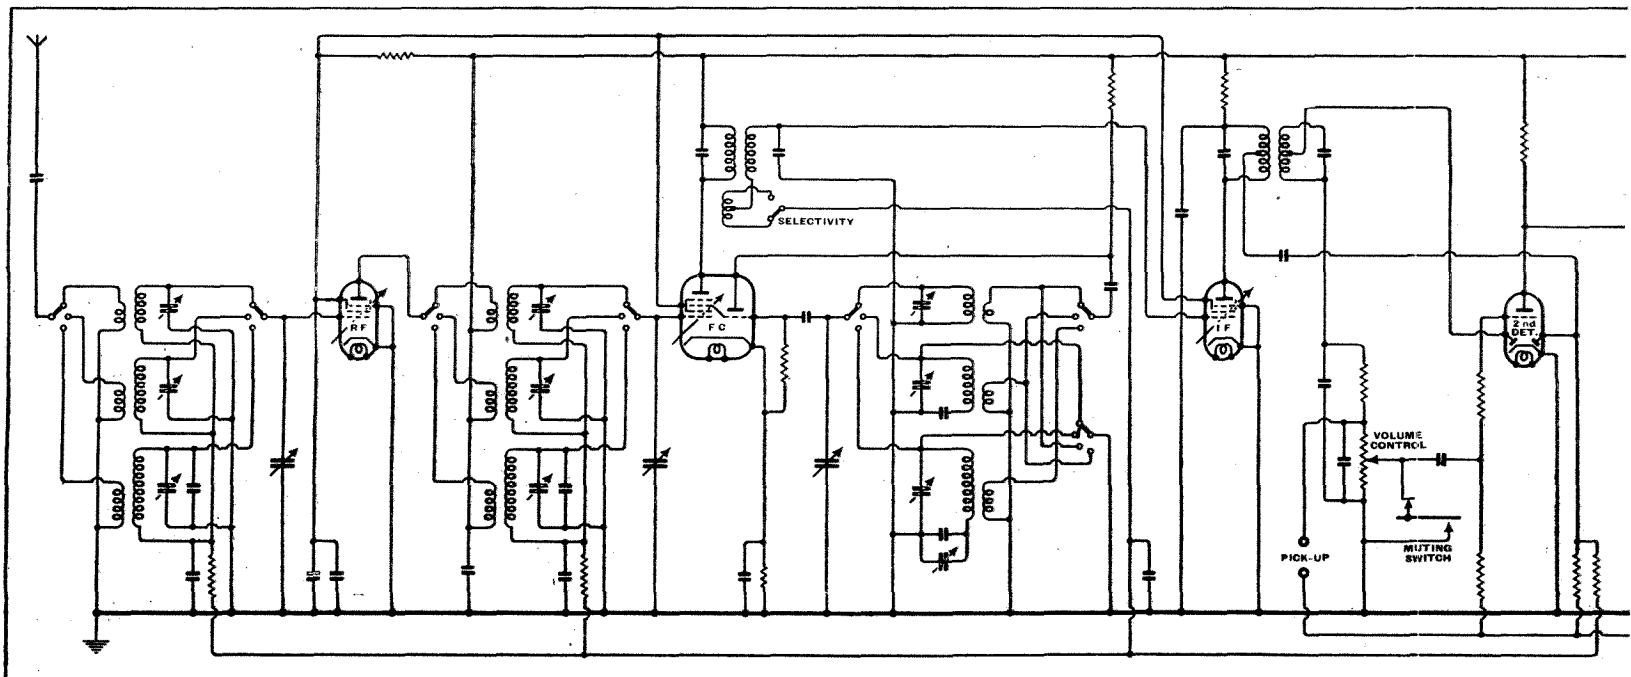 SELECTIVITY
RF
FC
IF
2nd
DET.
VOLUME
CONTROL
PICK-UP
MUTING
SWITCH